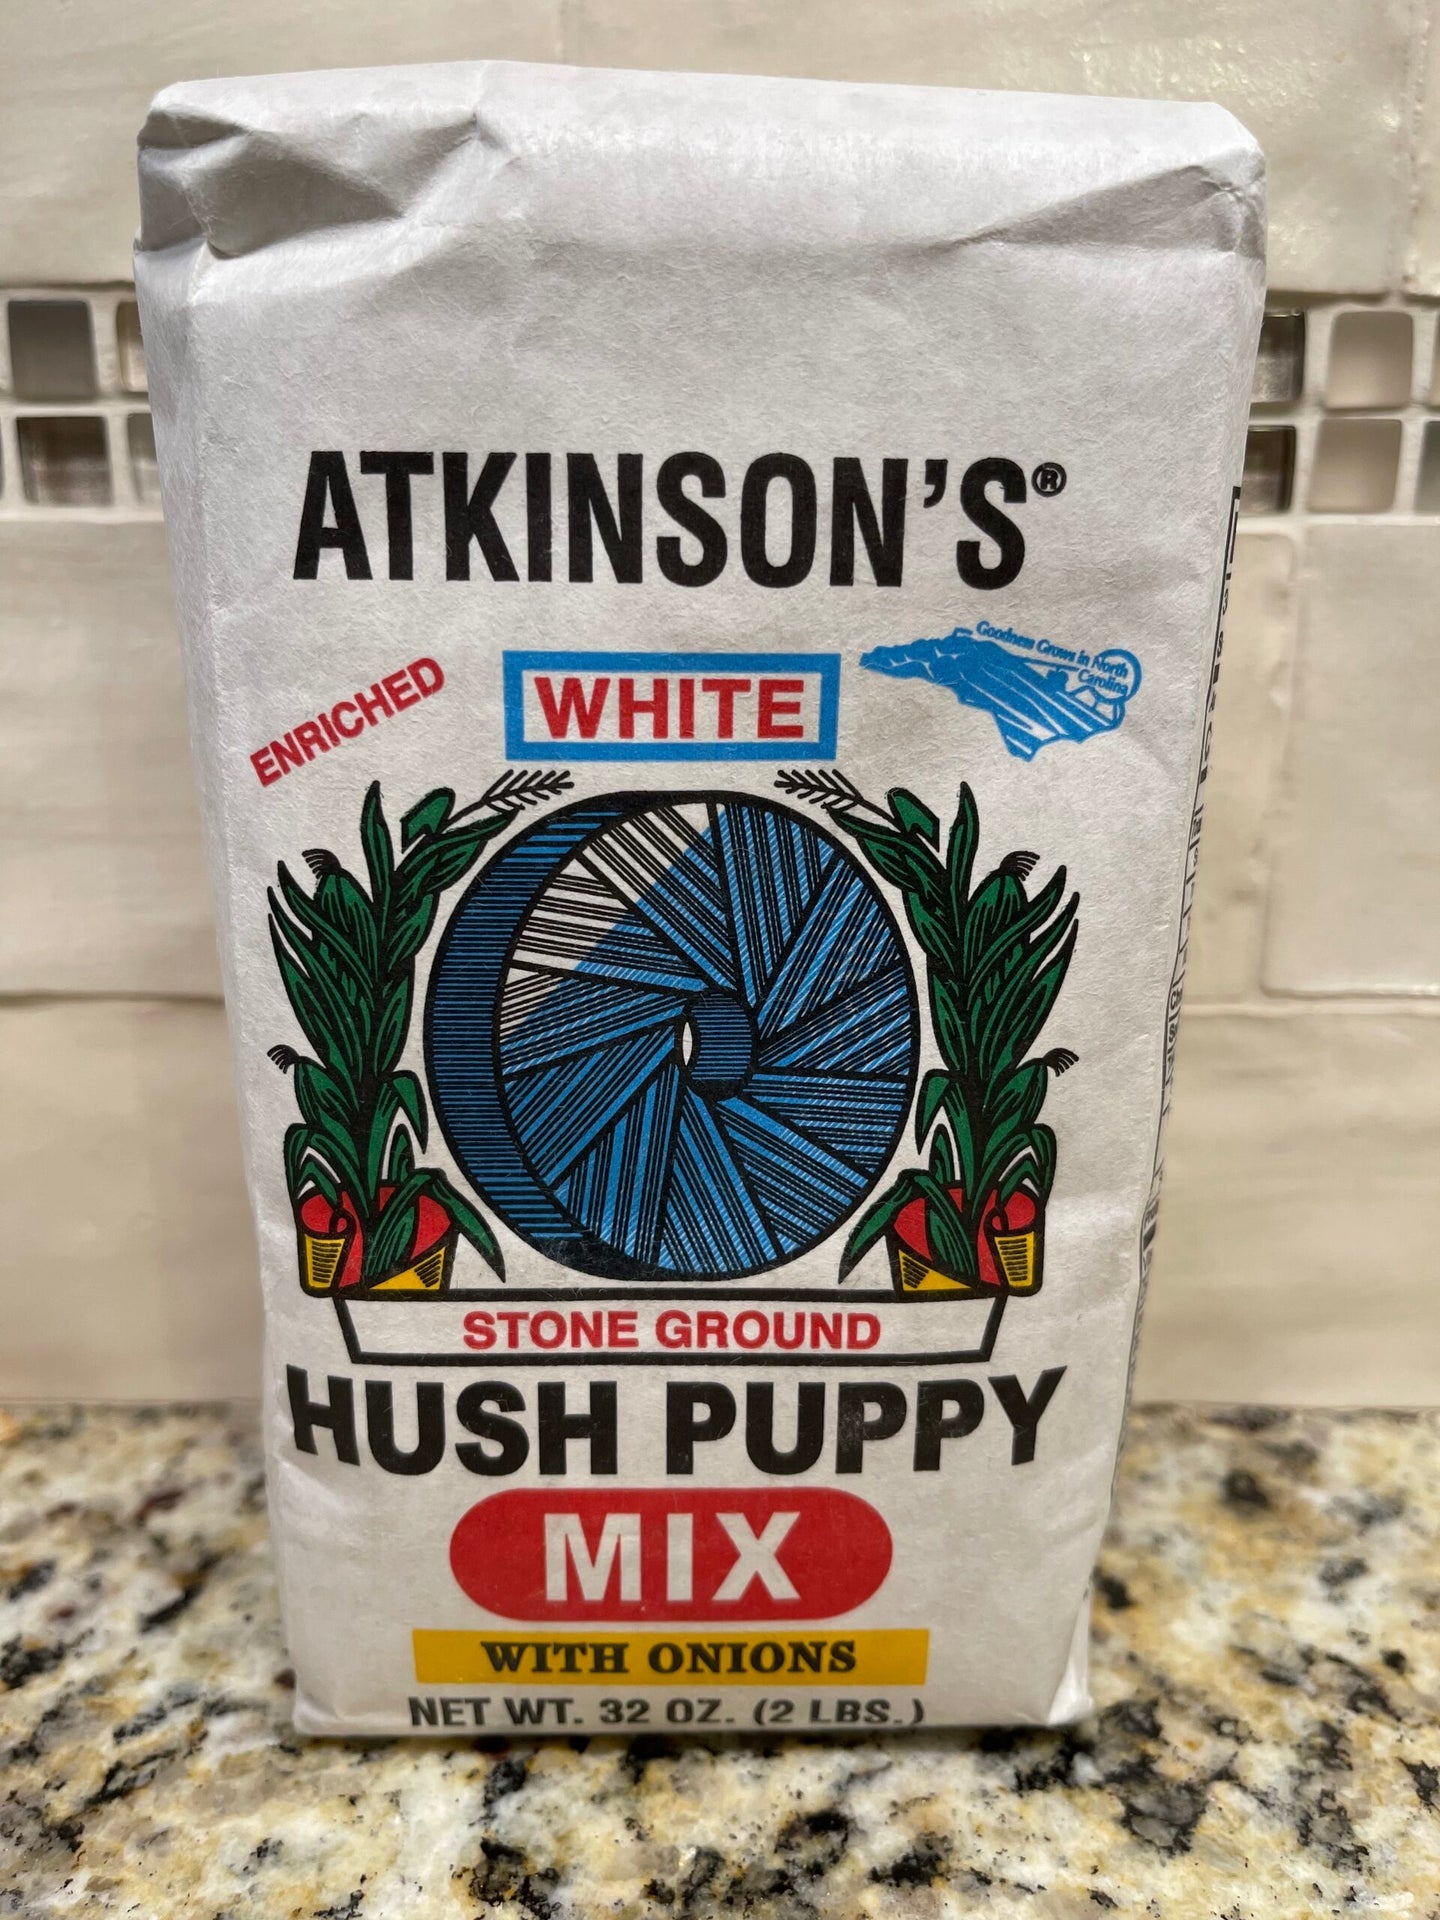 ATKINSON'S®
ENRICHED
WHITE
Goodness Grows in North
Carolina
STONE GROUND
HUSH PUPPY
MIX
WITH ONIONS
NET WT. 32 OZ. (2 LBS.)